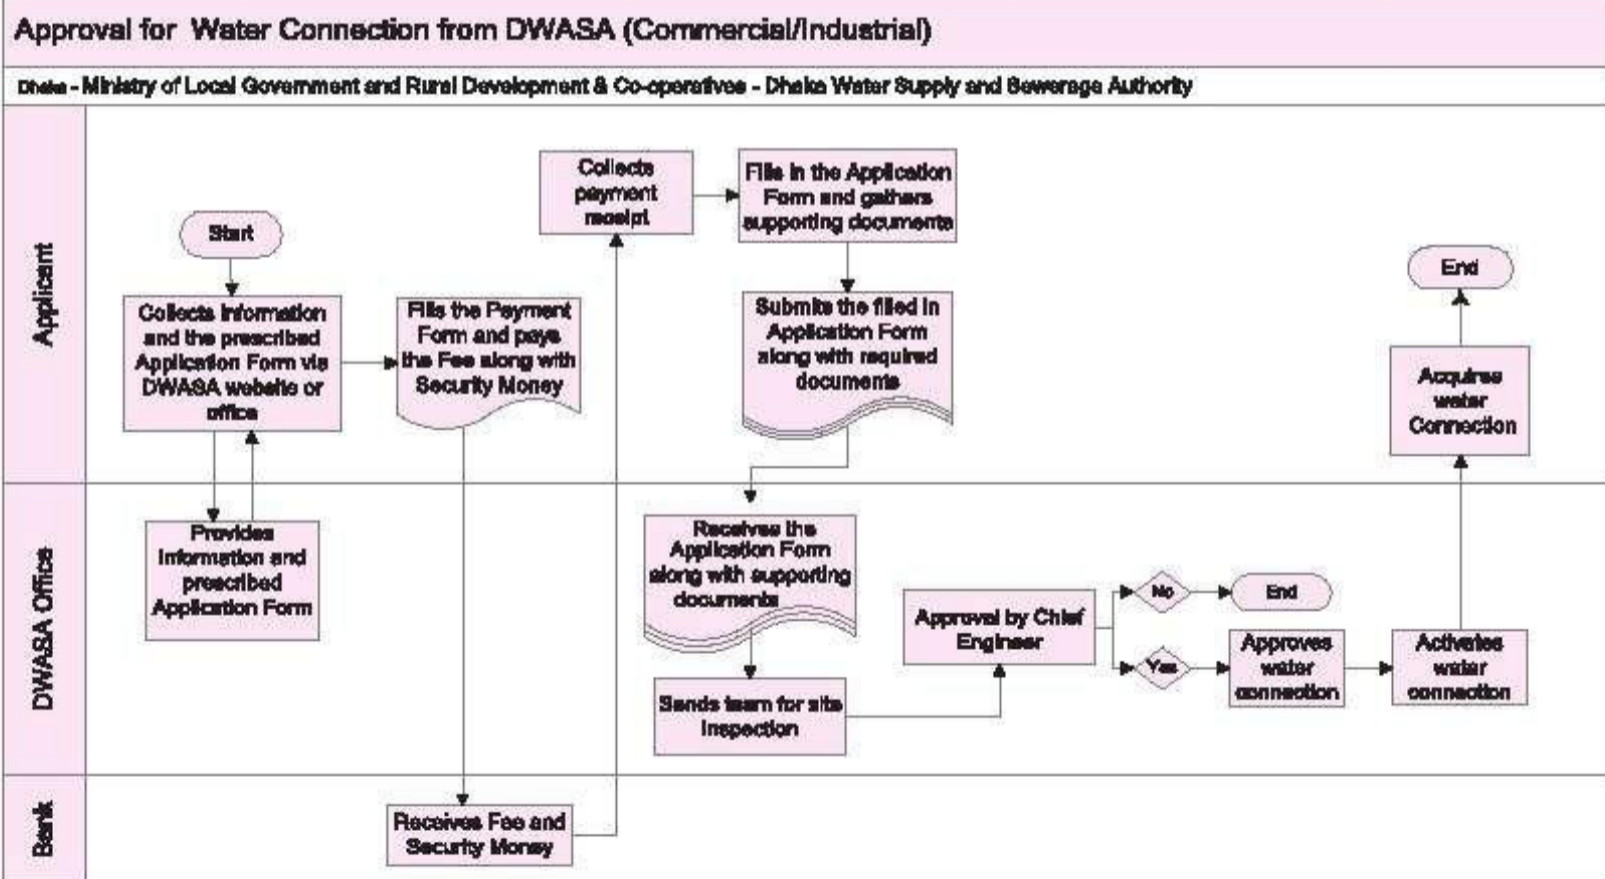 Approval for Water Connection from DWASA (Commercial/Industrial)
Dhaka - Ministry of Local Government and Rural Development & Co-operatives - Dhaka Water Supply and Sewerage Authority
Applicant
Start
Collects information
and the prescribed
Application Form via
DWASA website or
office
Fills the Payment
Form and pays
the Fee along with
Security Money
Collects
payment
receipt
Fills in the Application
Form and gathers
supporting documents
Submits the filled in
Application Form
along with required
documents
End
Acquires
water
Connection
DWASA Office
Provides
information and
prescribed
Application Form
Receives the
Application Form
along with supporting
documents
Sends team for site
Inspection
Approval by Chief
Engineer
No
End
Yes
Approves
water
connection
Activates
water
connection
Bank
Receives Fee and
Security Money